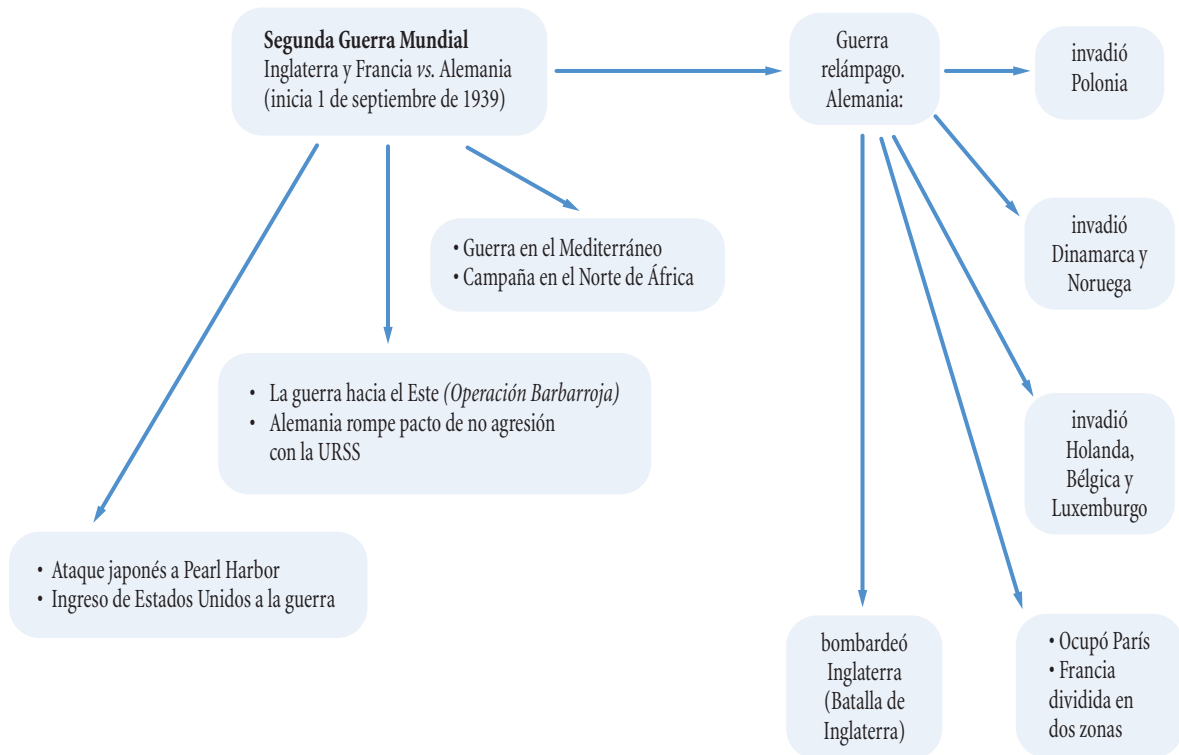 Segunda Guerra Mundial
Inglaterra y Francia vs. Alemania
(inicia 1 de septiembre de 1939)
Guerra
relámpago.
Alemania:
invadió
Polonia
invadió
Dinamarca y
Noruega
• Guerra en el Mediterráneo
• Campaña en el Norte de África
• La guerra hacia el Este (Operación Barbarroja)
• Alemania rompe pacto de no agresión
con la URSS
invadió
Holanda,
Bélgica y
Luxemburgo
• Ataque japonés a Pearl Harbor
• Ingreso de Estados Unidos a la guerra
bombardeó
Inglaterra
(Batalla de
Inglaterra)
• Ocupó París
• Francia
dividida en
dos zonas